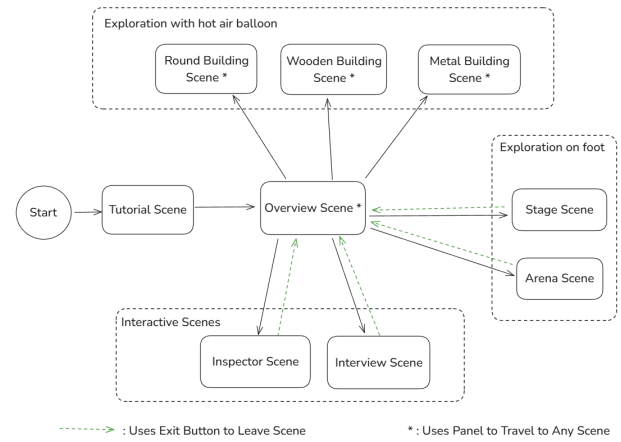 Exploration with hot air balloon
Round Building
Scene *
Wooden Building
Scene *
Metal Building
Scene *
Exploration on foot
Start
Tutorial Scene
Overview Scene *
Stage Scene
Arena Scene
Interactive Scenes
Inspector Scene
Interview Scene
: Uses Exit Button to Leave Scene
* : Uses Panel to Travel to Any Scene